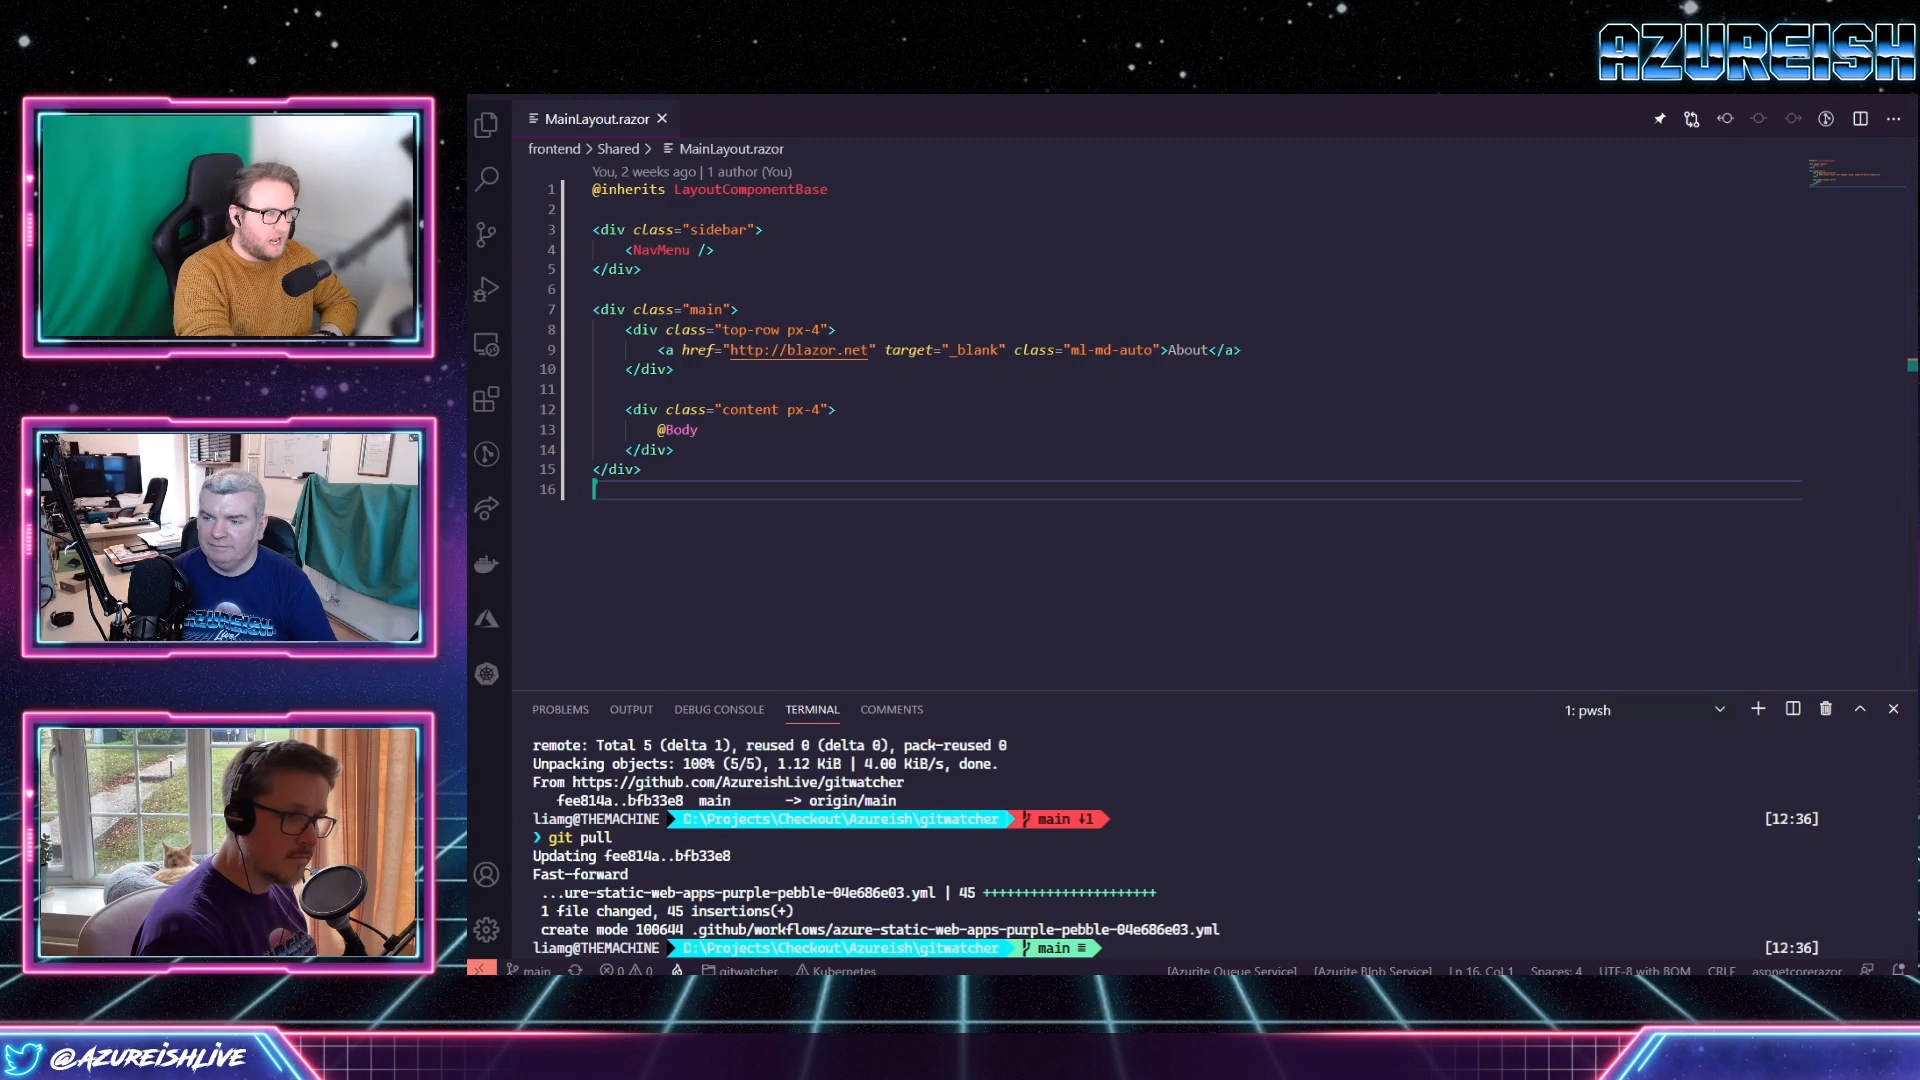 AZUREISH
MainLayout.razor
frontend > Shared > MainLayout.razor
You, 2 weeks ago | 1 author (You)
1 @inherits LayoutComponentBase
2
3 <div class="sidebar">
4 <NavMenu />
5 </div>
6
7 <div class="main">
8 <div class="top-row px-4">
9 <a href="http://blazor.net" target="_blank" class="ml-md-auto">About</a>
10 </div>
11
12 <div class="content px-4">
13 @Body
14 </div>
15 </div>
16
AZUREISH
Live!
PROBLEMS OUTPUT DEBUG CONSOLE TERMINAL COMMENTS 1: pwsh
remote: Total 5 (delta 1), reused 0 (delta 0), pack-reused 0
Unpacking objects: 100% (5/5), 1.12 KiB | 4.00 KiB/s, done.
From https://github.com/AzureishLive/gitwatcher
fee814a..bfb33e8 main -> origin/main
liamg@THEMACHINE D:\Projects\Checkout\Azureish\gitwatcher main ↓1 [12:36]
❯ git pull
Updating fee814a..bfb33e8
Fast-forward
...ure-static-web-apps-purple-pebble-04e686e03.yml | 45 ++++++++++++++++++++++
1 file changed, 45 insertions(+)
create mode 100644 .github/workflows/azure-static-web-apps-purple-pebble-04e686e03.yml
liamg@THEMACHINE D:\Projects\Checkout\Azureish\gitwatcher main ≡ [12:36]
main 0 0 gitwatcher Kubernetes [Azurite Queue Service] [Azurite Blob Service] Ln 16, Col 1 Spaces: 4 UTF-8 with BOM CRLF aspnetcorerazor
@AZUREISHLIVE